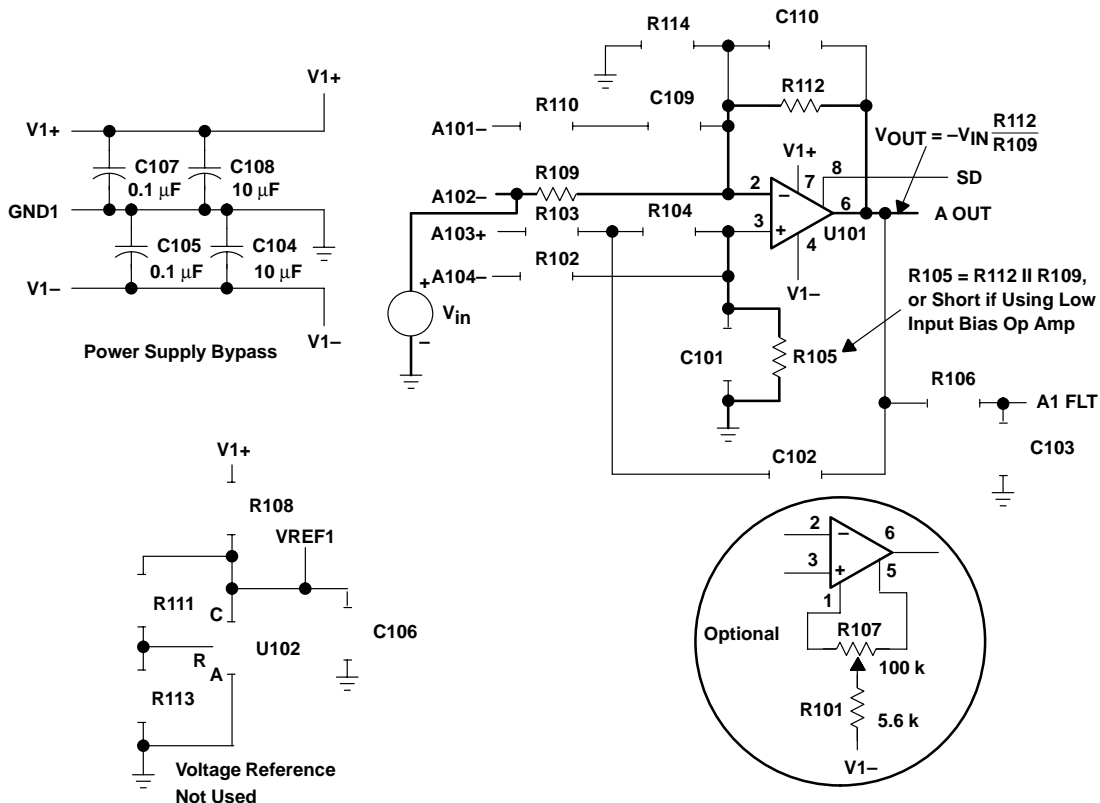 V1+
V1+
C107
0.1 µF
C108
10 µF
GND1
C105
0.1 µF
C104
10 µF
V1–
V1–
Power Supply Bypass
R114
C110
R112
R110
C109
A101–
VOUT = –VIN R112
R109
V1+
7
8
SD
A102–
R109
2
–
6
A OUT
R103
R104
A103+
3
+
U101
4
A104–
R102
V1–
+
Vin
–
R105 = R112 II R109,
or Short if Using Low
Input Bias Op Amp
C101
R105
R106
A1 FLT
C103
C102
V1+
R108
VREF1
R111
C
U102
C106
R
A
R113
Voltage Reference
Not Used
2
–
6
3
+
5
1
Optional
R107
100 k
R101
5.6 k
V1–